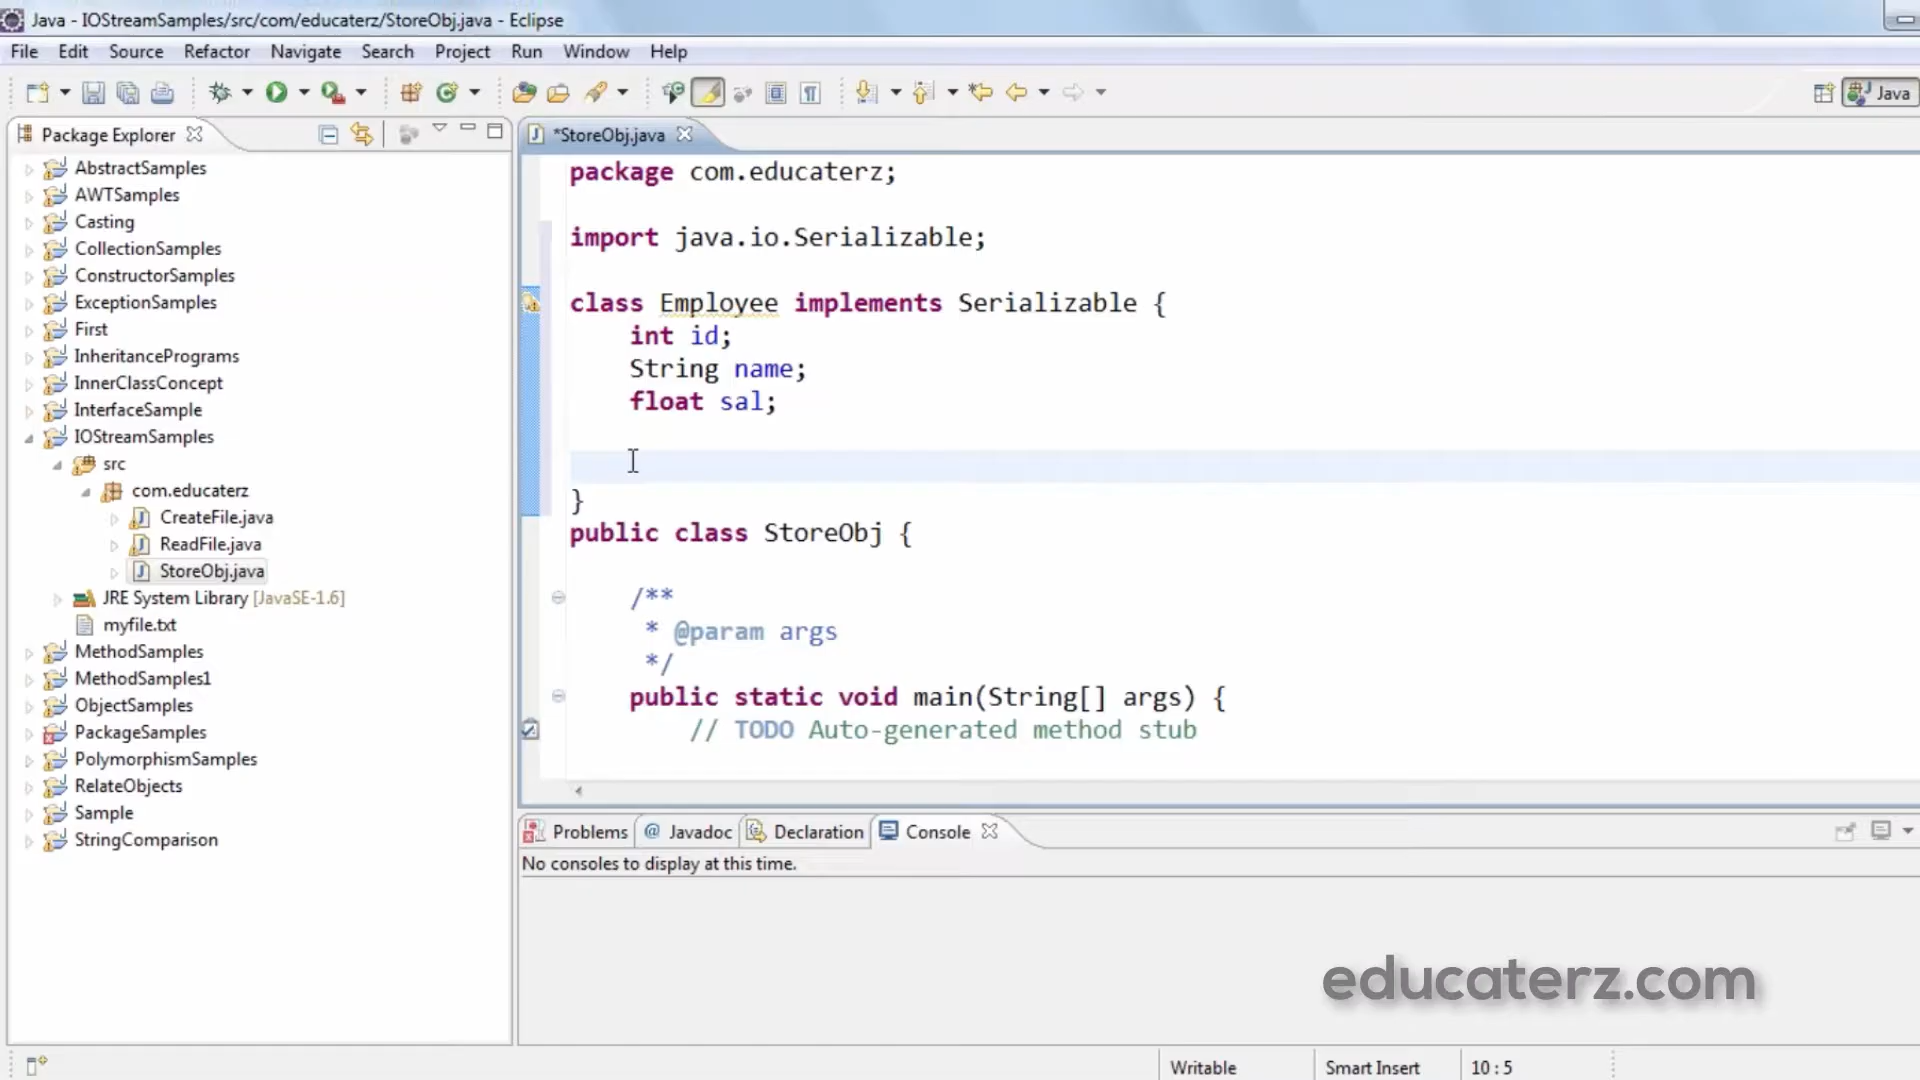 Java - IOStreamSamples/src/com/educaterz/StoreObj.java - Eclipse
File Edit Source Refactor Navigate Search Project Run Window Help
Java
Package Explorer
AbstractSamples
AWTSamples
Casting
CollectionSamples
ConstructorSamples
ExceptionSamples
First
InheritancePrograms
InnerClassConcept
InterfaceSample
IOStreamSamples
src
com.educaterz
CreateFile.java
ReadFile.java
StoreObj.java
JRE System Library [JavaSE-1.6]
myfile.txt
MethodSamples
MethodSamples1
ObjectSamples
PackageSamples
PolymorphismSamples
RelateObjects
Sample
StringComparison
*StoreObj.java
package com.educaterz;
import java.io.Serializable;
class Employee implements Serializable {
int id;
String name;
float sal;
}
public class StoreObj {
/**
* @param args
*/
public static void main(String[] args) {
// TODO Auto-generated method stub
Problems @ Javadoc Declaration Console
No consoles to display at this time.
educaterz.com
Writable Smart Insert 10 : 5